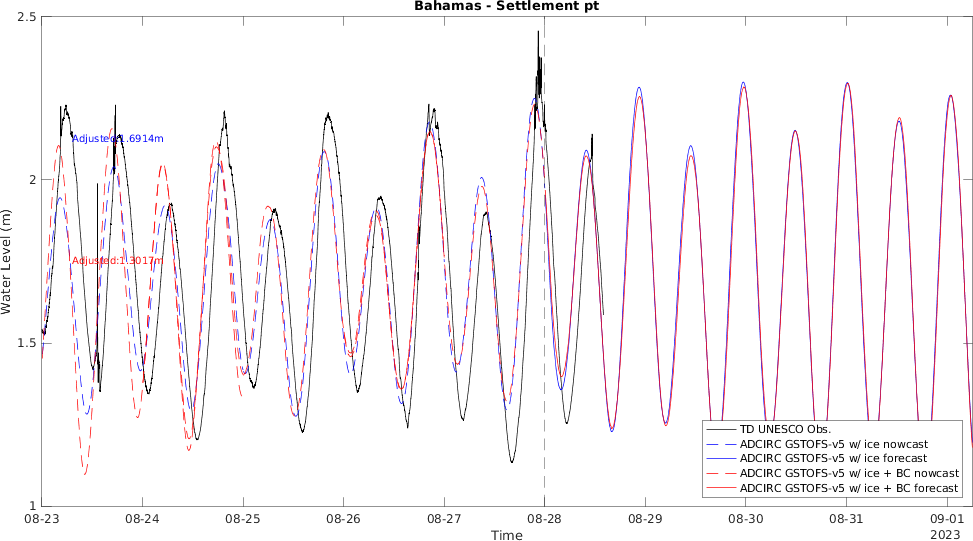 Bahamas - Settlement pt
2.5
2
1.5
1
Water Level (m)
Adjusted:1.6914m
Adjusted:1.3017m
TD UNESCO Obs.
ADCIRC GSTOFS-v5 w/ ice nowcast
ADCIRC GSTOFS-v5 w/ ice forecast
ADCIRC GSTOFS-v5 w/ ice + BC nowcast
ADCIRC GSTOFS-v5 w/ ice + BC forecast
08-23 08-24 08-25 08-26 08-27 08-28 08-29 08-30 08-31 09-01
2023
Time